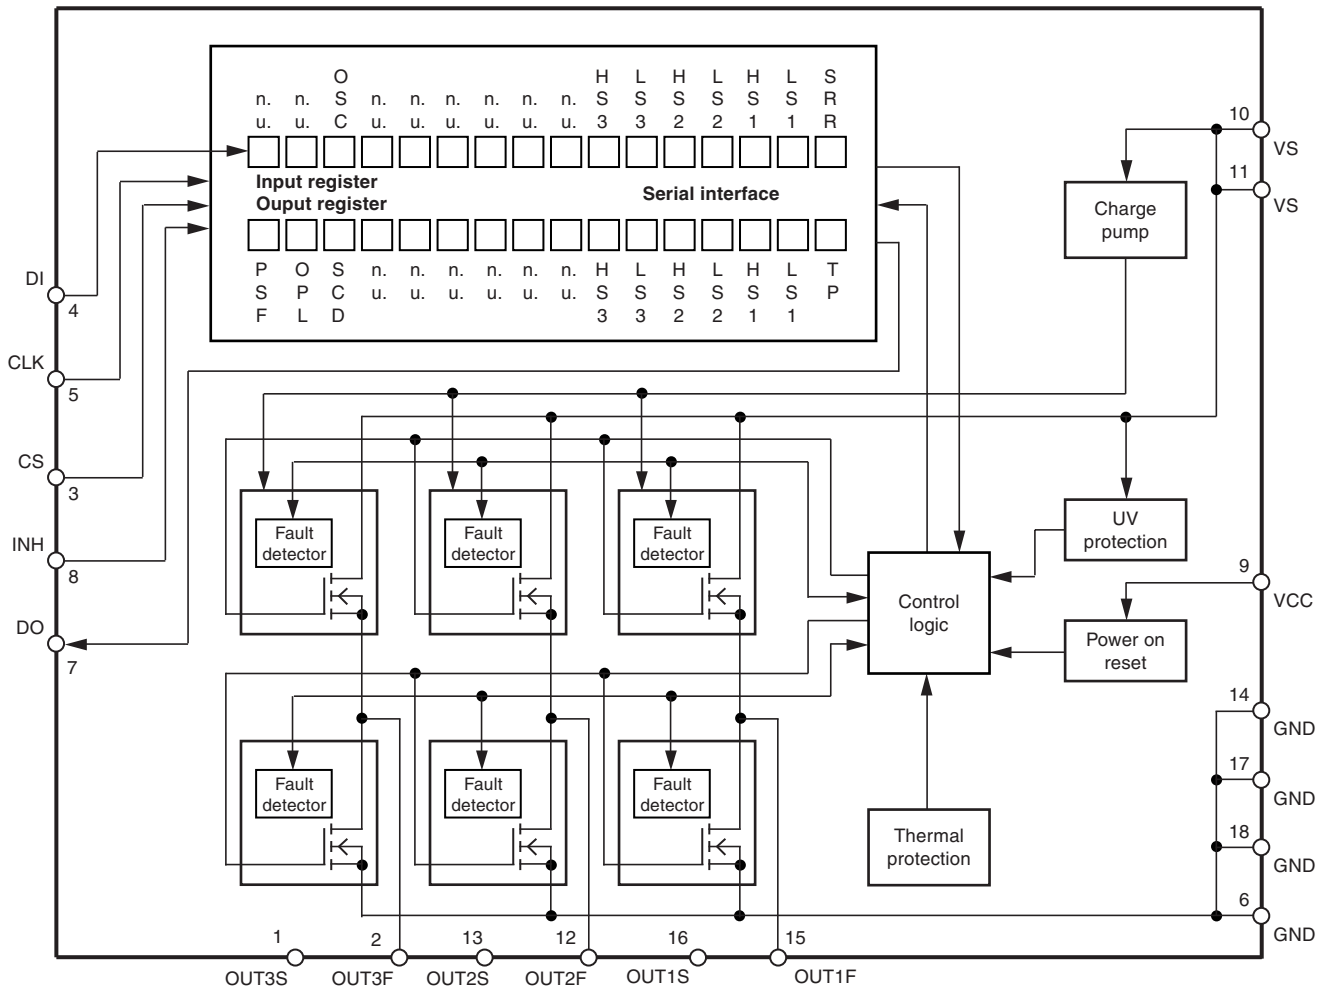 O
H L H L H L S
n. n. S n. n. n. n. n. n. S S S S S S R
u. u. C u. u. u. u. u. u. 3 3 2 2 1 1 R
Input register
Ouput register
Serial interface
P O S n. n. n. n. n. n. H L H L H L T
S P C u. u. u. u. u. u. S S S S S S P
F L D 3 3 2 2 1 1
10
VS
11
VS
Charge
pump
DI
4
CLK
5
CS
3
INH
8
DO
7
Fault
detector
Fault
detector
Fault
detector
UV
protection
9
VCC
Control
logic
Power on
reset
14
GND
17
GND
18
GND
6
GND
Fault
detector
Fault
detector
Fault
detector
Thermal
protection
1
OUT3S
2
OUT3F
13
OUT2S
12
OUT2F
16
OUT1S
15
OUT1F